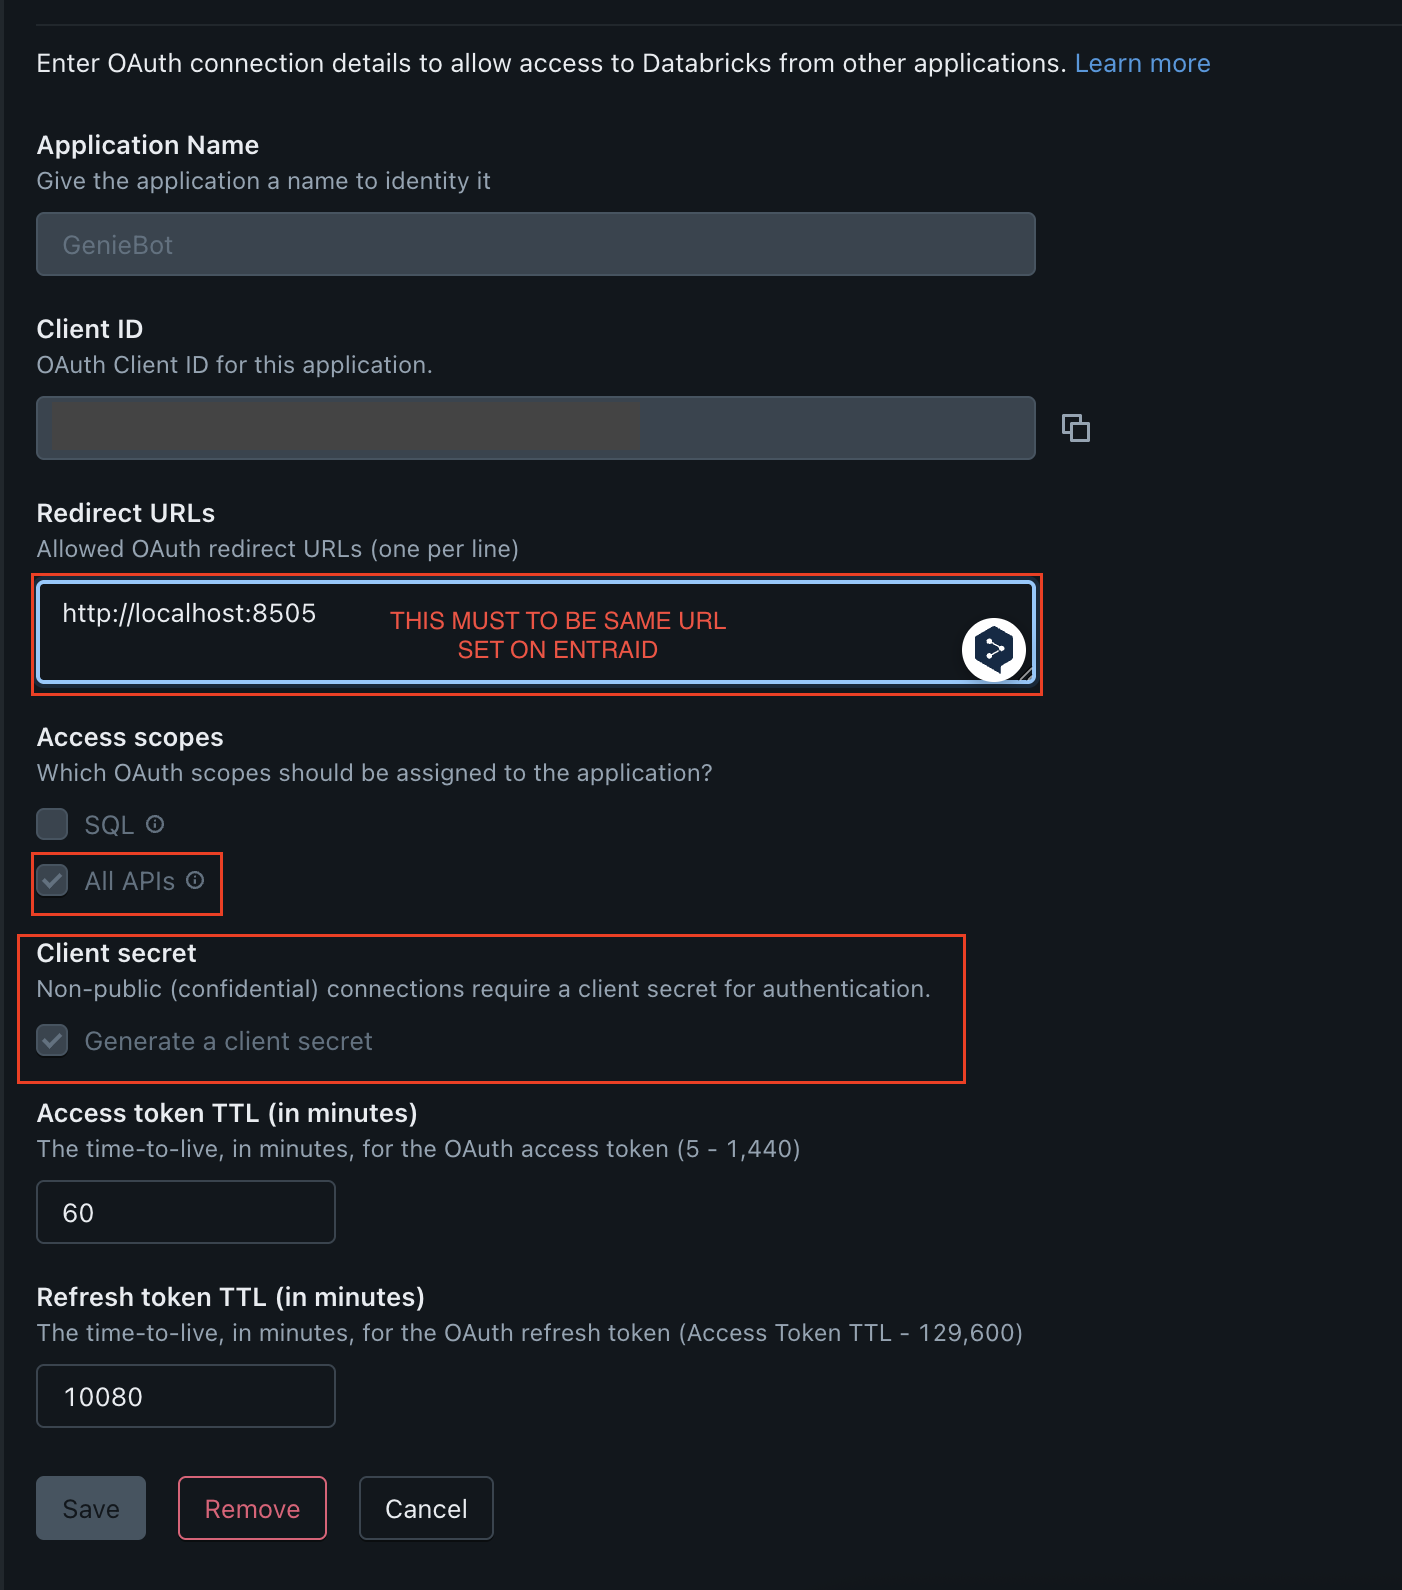 Enter OAuth connection details to allow access to Databricks from other applications. Learn more
Application Name
Give the application a name to identity it
GenieBot
Client ID
OAuth Client ID for this application.
Redirect URLs
Allowed OAuth redirect URLs (one per line)
http://localhost:8505
THIS MUST TO BE SAME URL
SET ON ENTRAID
Access scopes
Which OAuth scopes should be assigned to the application?
SQL
All APIs
Client secret
Non-public (confidential) connections require a client secret for authentication.
Generate a client secret
Access token TTL (in minutes)
The time-to-live, in minutes, for the OAuth access token (5 - 1,440)
60
Refresh token TTL (in minutes)
The time-to-live, in minutes, for the OAuth refresh token (Access Token TTL - 129,600)
10080
Save Remove Cancel